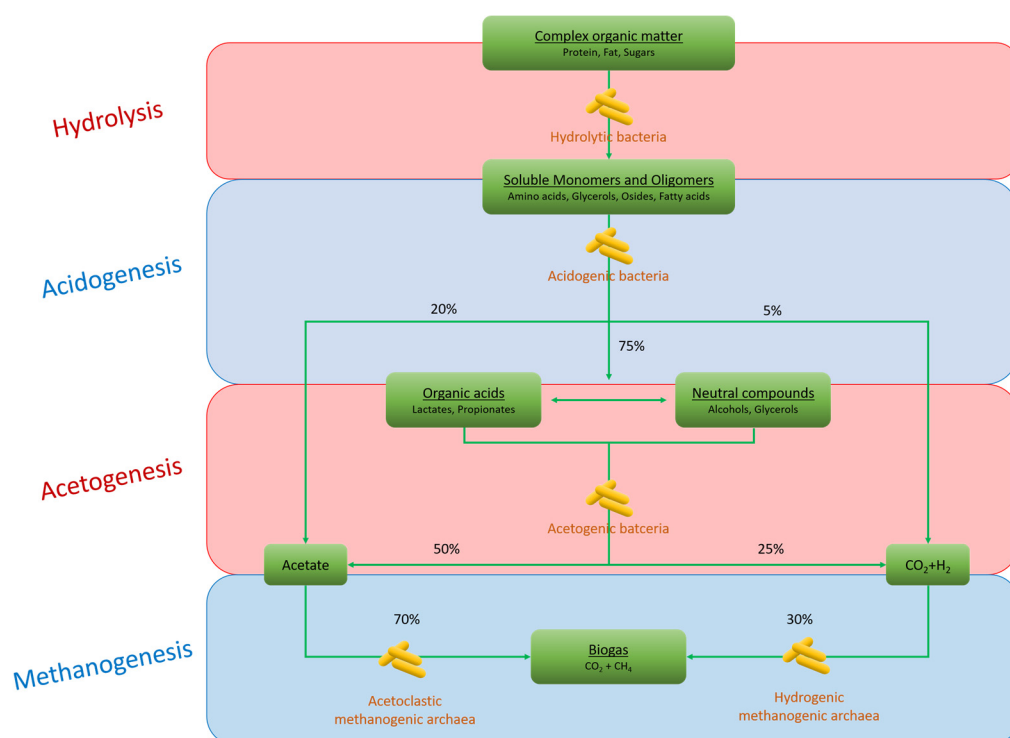 Complex organic matter
Protein, Fat, Sugars
Hydrolysis
Hydrolytic bacteria
Soluble Monomers and Oligomers
Amino acids, Glycerols, Osides, Fatty acids
Acidogenesis
Acidogenic bacteria
20%
5%
75%
Organic acids
Lactates, Propionates
Neutral compounds
Alcohols, Glycerols
Acetogenesis
Acetogenic batceria
50%
25%
Acetate
CO₂+H₂
Methanogenesis
70%
30%
Biogas
CO₂ + CH₄
Acetoclastic
methanogenic archaea
Hydrogenic
methanogenic archaea